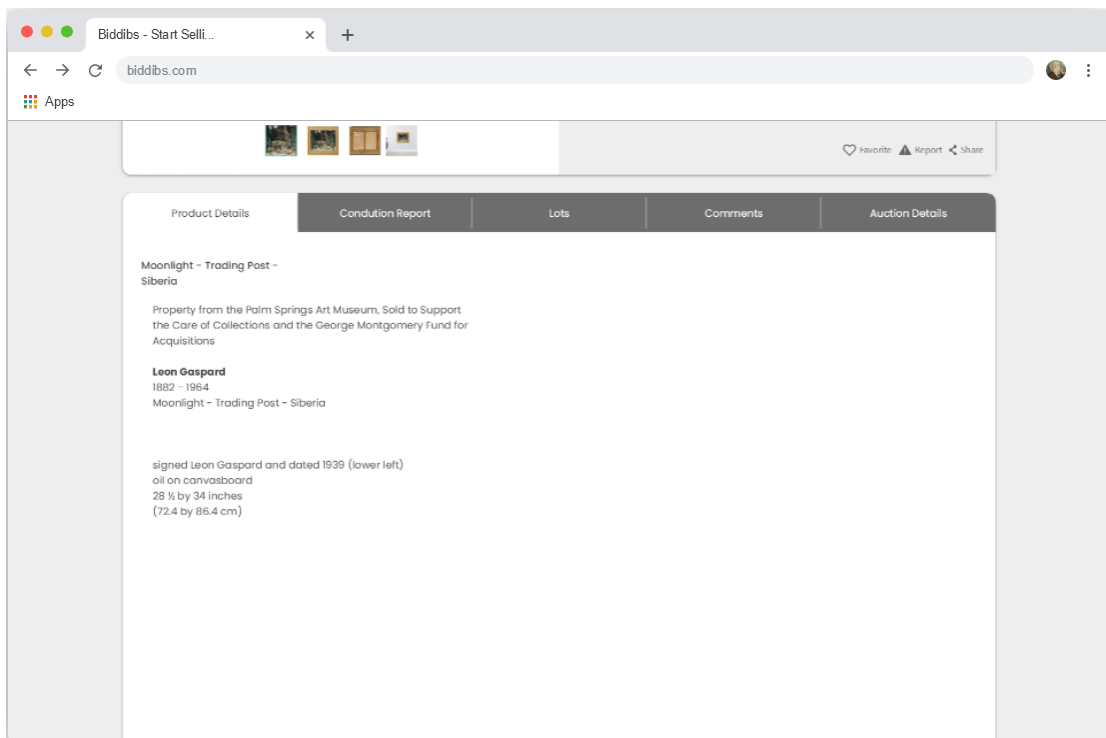 Biddibs - Start Selli...
biddibs.com
Apps
Favorite Report Share
Product Details Condution Report Lots Comments Auction Details
Moonlight - Trading Post -
Siberia
Property from the Palm Springs Art Museum, Sold to Support
the Care of Collections and the George Montgomery Fund for
Acquisitions
Leon Gaspard
1882 - 1964
Moonlight - Trading Post - Siberia
signed Leon Gaspard and dated 1939 (lower left)
oil on canvasboard
28 ½ by 34 inches
(72.4 by 86.4 cm)